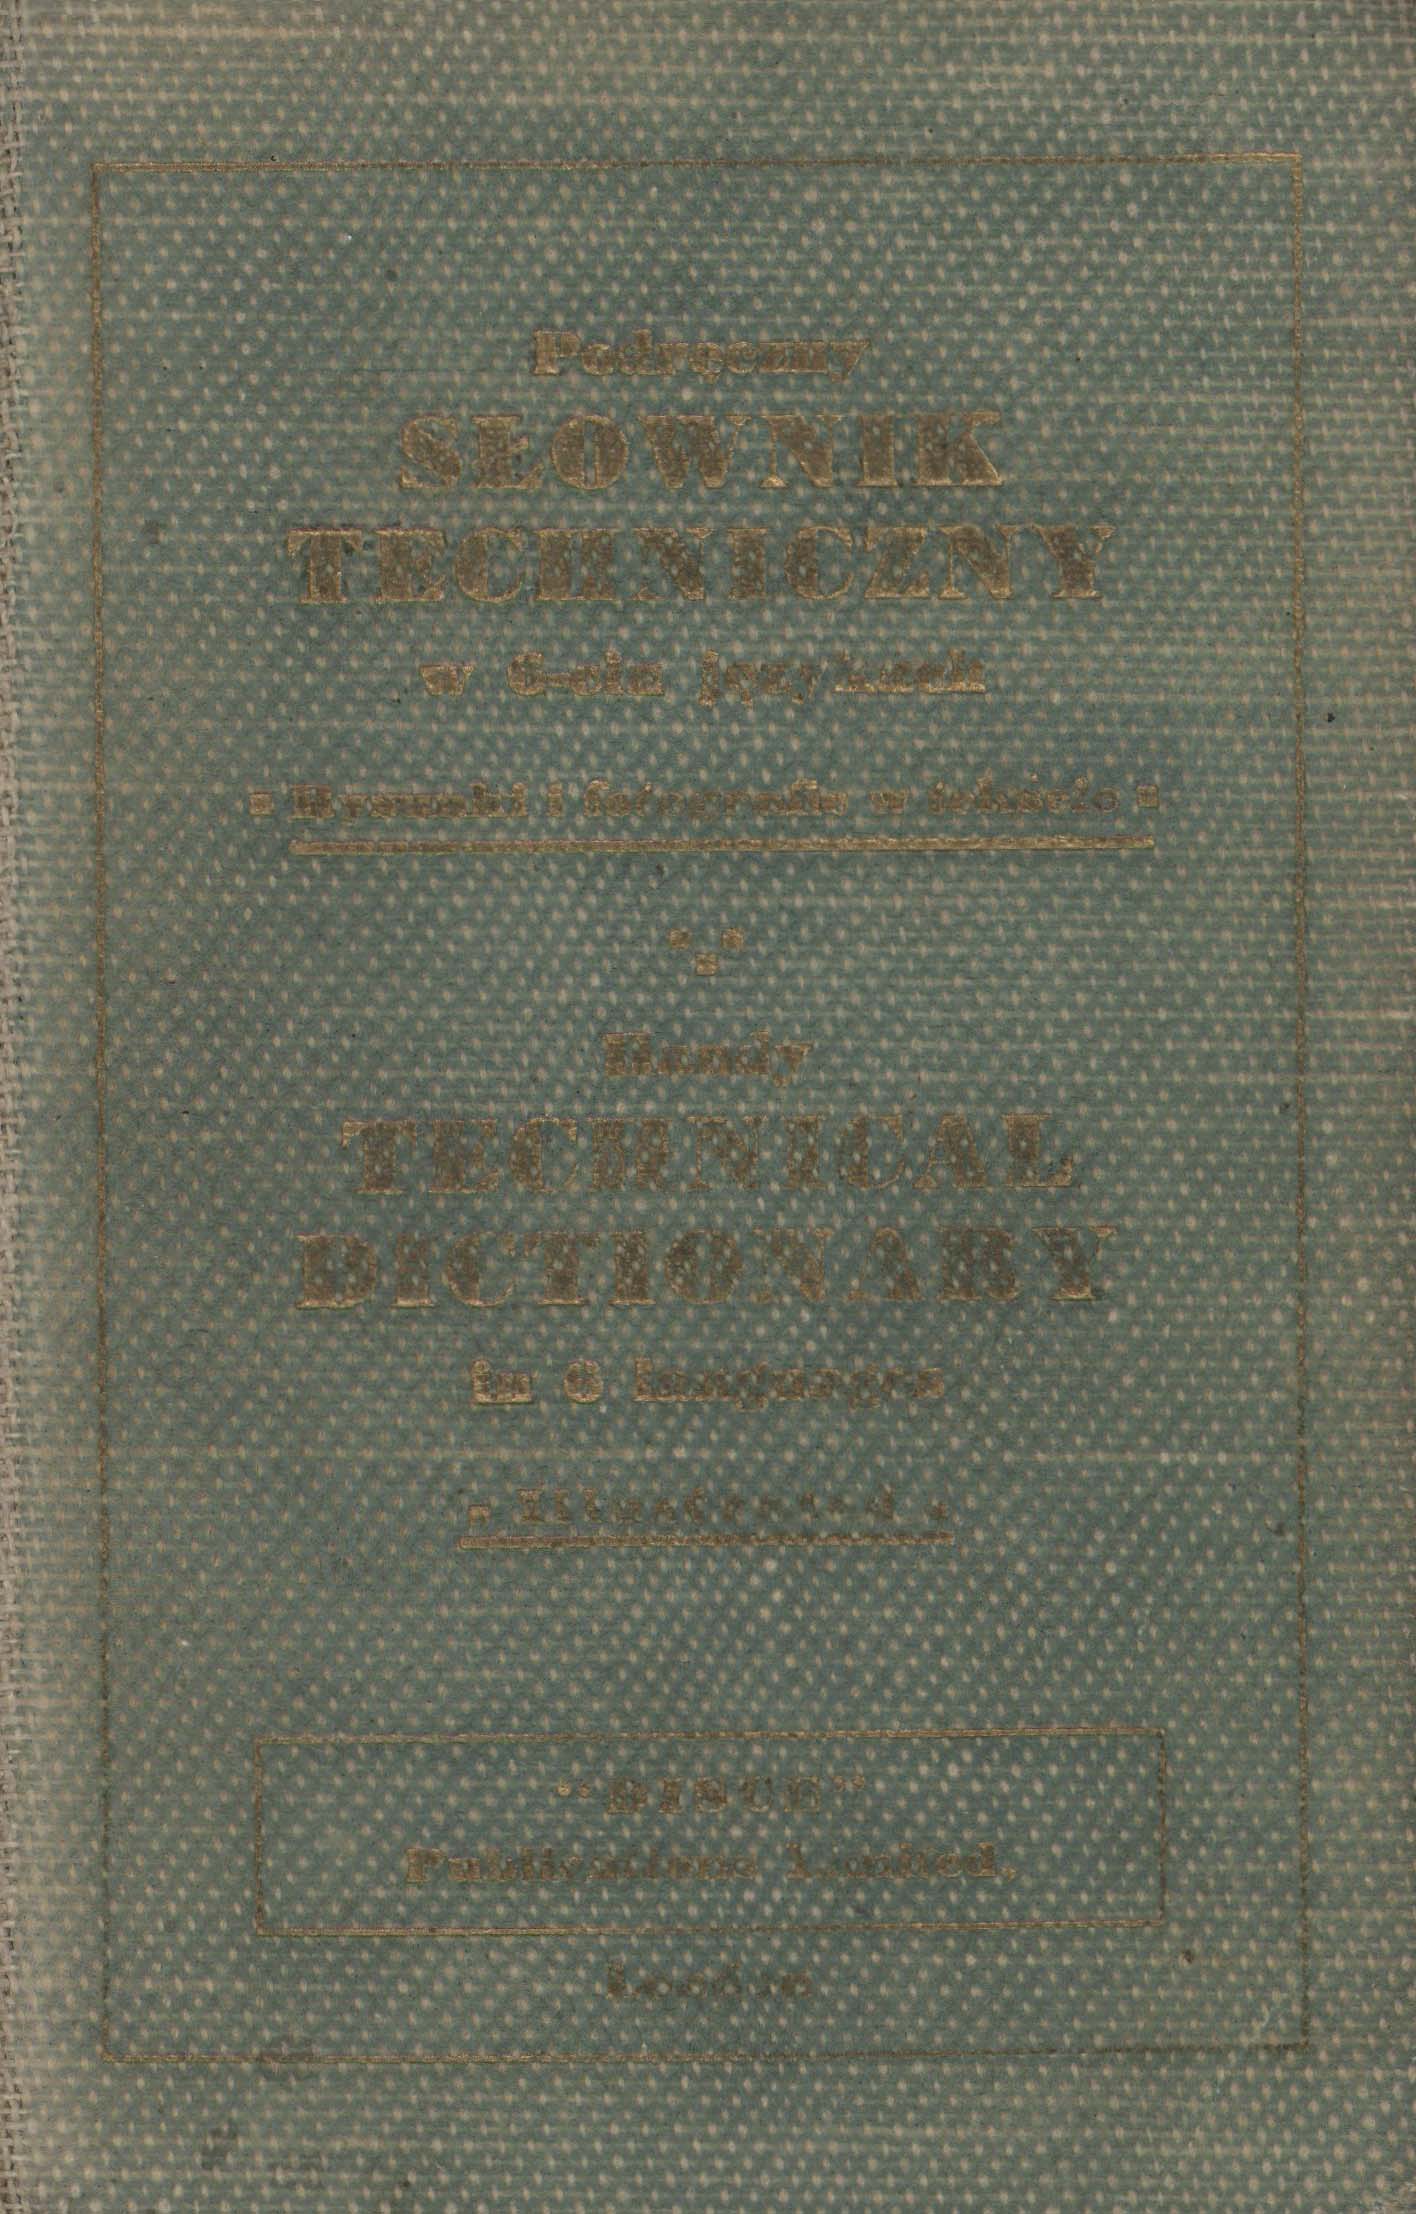 Podręczny
SŁOWNIK
TECHNICZNY
w 6-ciu językach
Rysunki i fotografie w tekście
Handy
TECHNICAL
DICTIONARY
in 6 languages
Illustrated
"DISCE"
Publications Limited,
London